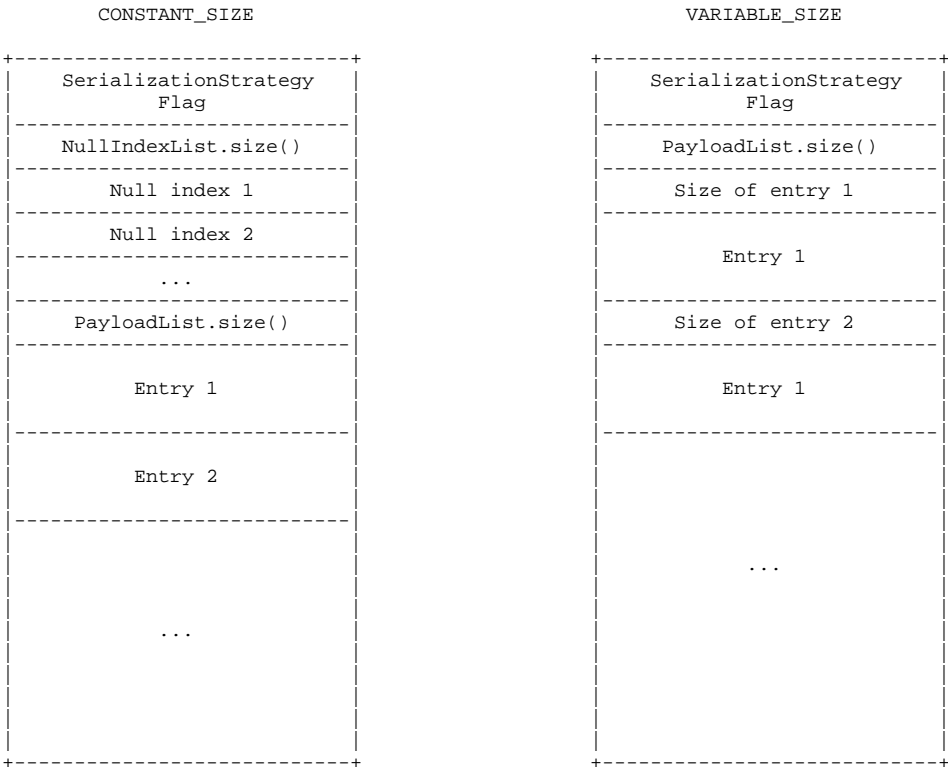 CONSTANT_SIZE
SerializationStrategy
Flag
NullIndexList.size()
Null index 1
Null index 2
...
PayloadList.size()
Entry 1
Entry 2
...
VARIABLE_SIZE
SerializationStrategy
Flag
PayloadList.size()
Size of entry 1
Entry 1
Size of entry 2
Entry 1
...